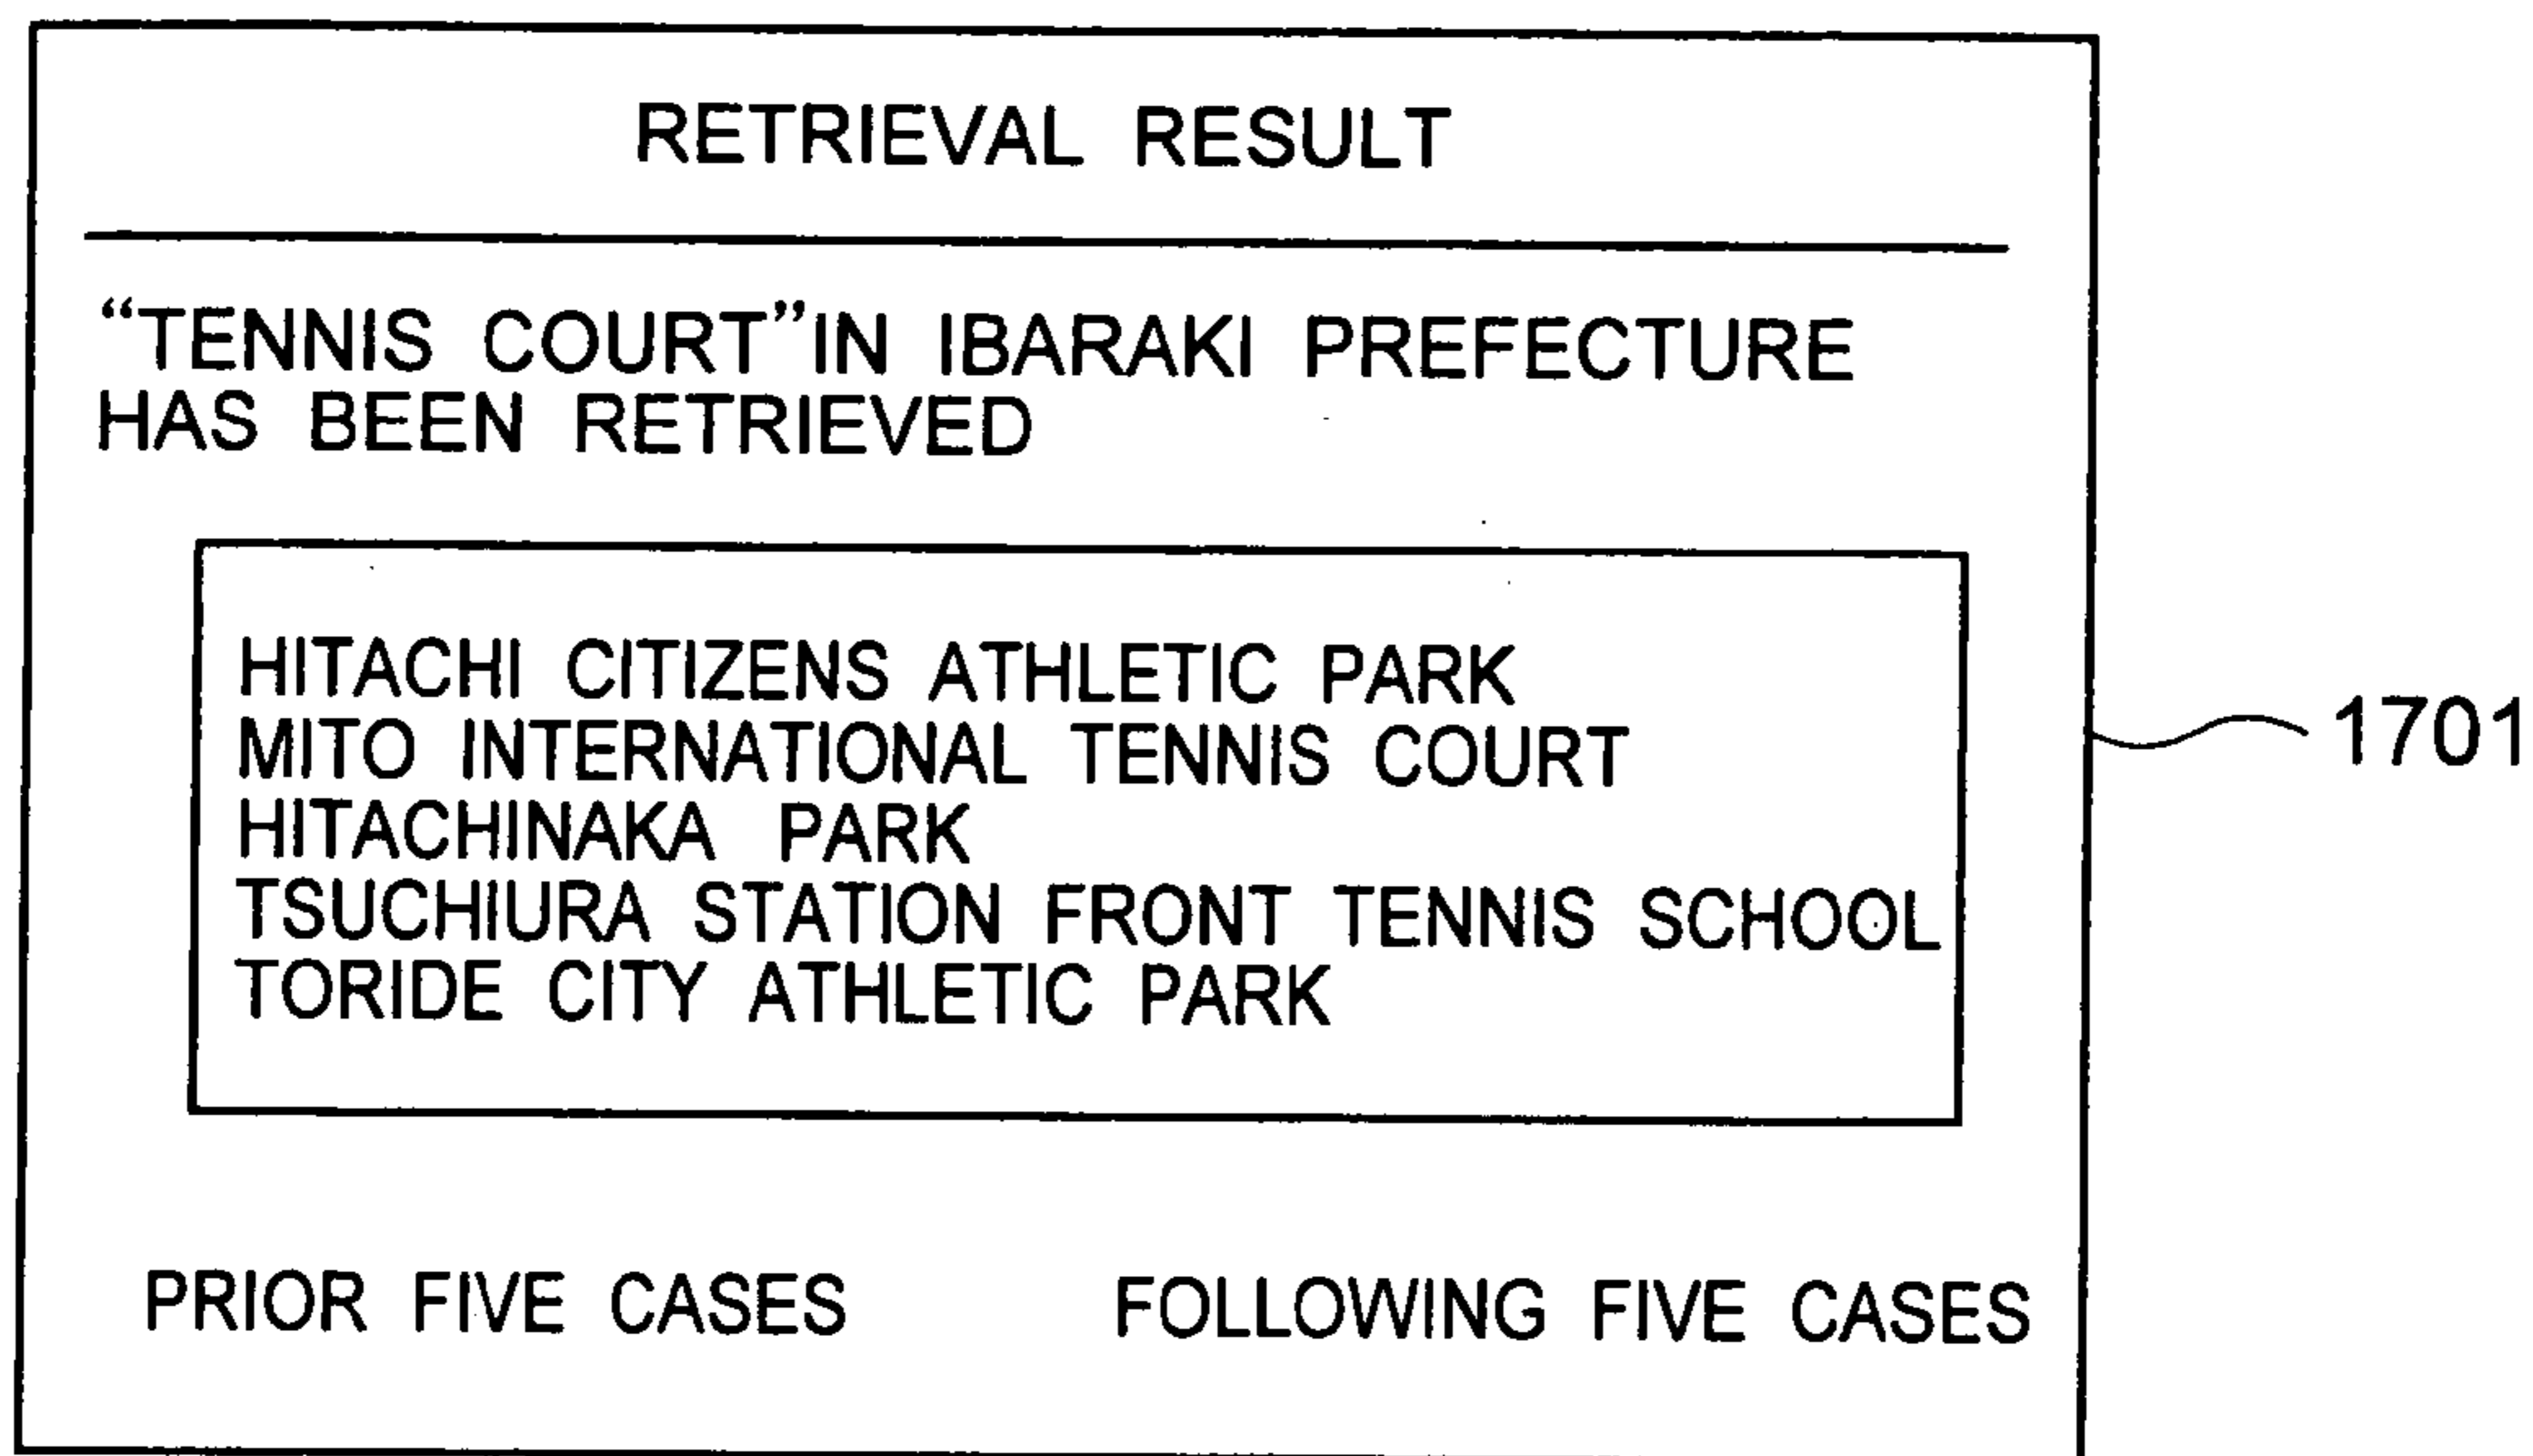 RETRIEVAL RESULT
“TENNIS COURT”IN IBARAKI PREFECTURE
HAS BEEN RETRIEVED
HITACHI CITIZENS ATHLETIC PARK
MITO INTERNATIONAL TENNIS COURT
HITACHINAKA PARK
TSUCHIURA STATION FRONT TENNIS SCHOOL
TORIDE CITY ATHLETIC PARK
1701
PRIOR FIVE CASES FOLLOWING FIVE CASES